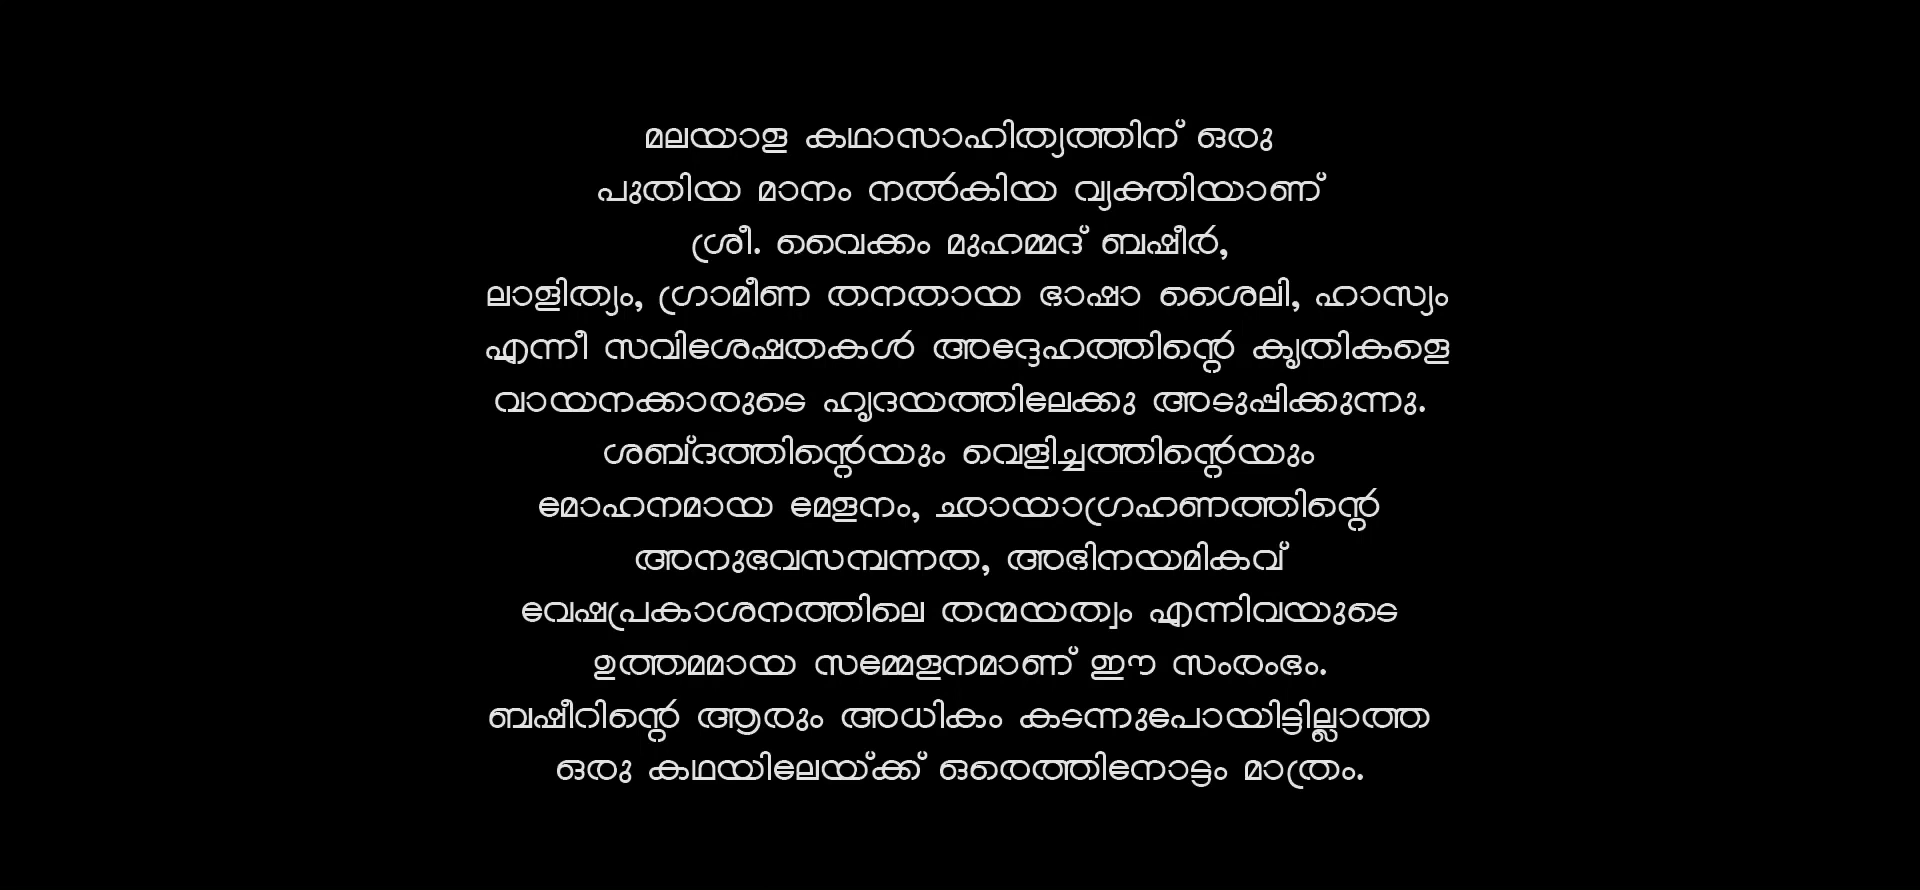 മലയാള കഥാസാഹിത്യത്തിന് ഒരു
പുതിയ മാനം നൽകിയ വ്യക്തിയാണ്
ശ്രീ. വൈക്കം മുഹമ്മദ് ബഷീർ,
ലാളിത്യം, ഗ്രാമീണ തനതായ ഭാഷാ ശൈലി, ഹാസ്യം
എന്നീ സവിശേഷതകൾ അദ്ദേഹത്തിന്റെ കൃതികളെ
വായനക്കാരുടെ ഹൃദയത്തിലേക്കു അടുപ്പിക്കുന്നു.
ശബ്ദത്തിന്റെയും വെളിച്ചത്തിന്റെയും
മോഹനമായ മേളനം, ഛായാഗ്രഹണത്തിന്റെ
അനുഭവസമ്പന്നത, അഭിനയമികവ്
വേഷപ്രകാശനത്തിലെ തന്മയത്വം എന്നിവയുടെ
ഉത്തമമായ സമ്മേളനമാണ് ഈ സംരംഭം.
ബഷീറിന്റെ ആരും അധികം കടന്നുപോയിട്ടില്ലാത്ത
ഒരു കഥയിലേയ്ക്ക് ഒരെത്തിനോട്ടം മാത്രം.